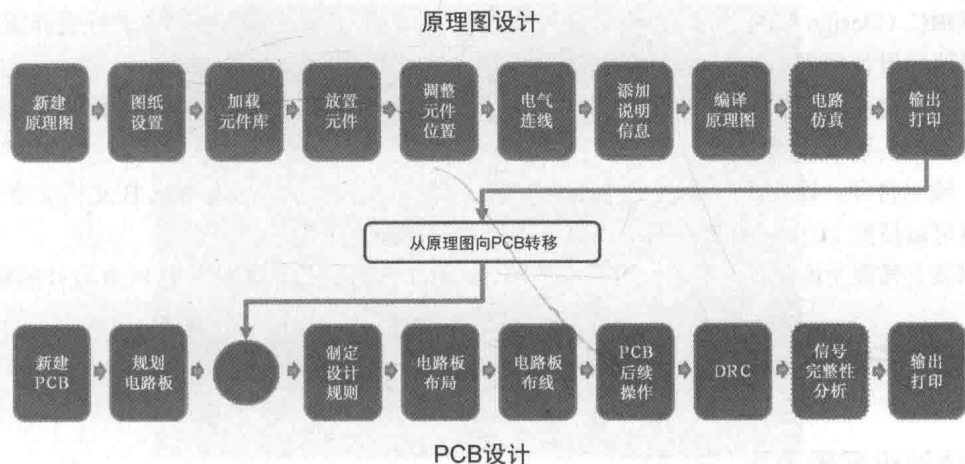 原理图设计
新建
原理图
图纸
设置
加载
元件库
放置
元件
调整
元件
位置
电气
连线
添加
说明
信息
编译
原理图
电路
仿真
输出
打印
从原理图向PCB转移
新建
PCB
规划
电路板
制定
设计
规则
电路板
布局
电路板
布线
PCB
后续
操作
DRC
信号
完整性
分析
输出
打印
PCB设计